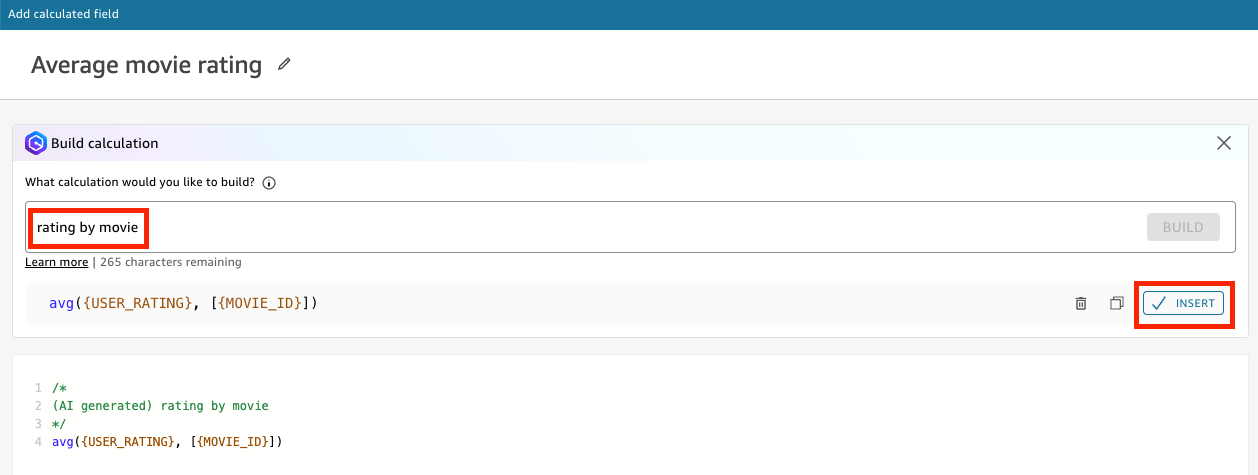 Add calculated field
Average movie rating
Build calculation
What calculation would you like to build?
rating by movie
BUILD
Learn more | 265 characters remaining
avg({USER_RATING}, [{MOVIE_ID}])
INSERT
1 /*
2 (AI generated) rating by movie
3 */
4 avg({USER_RATING}, [{MOVIE_ID}])